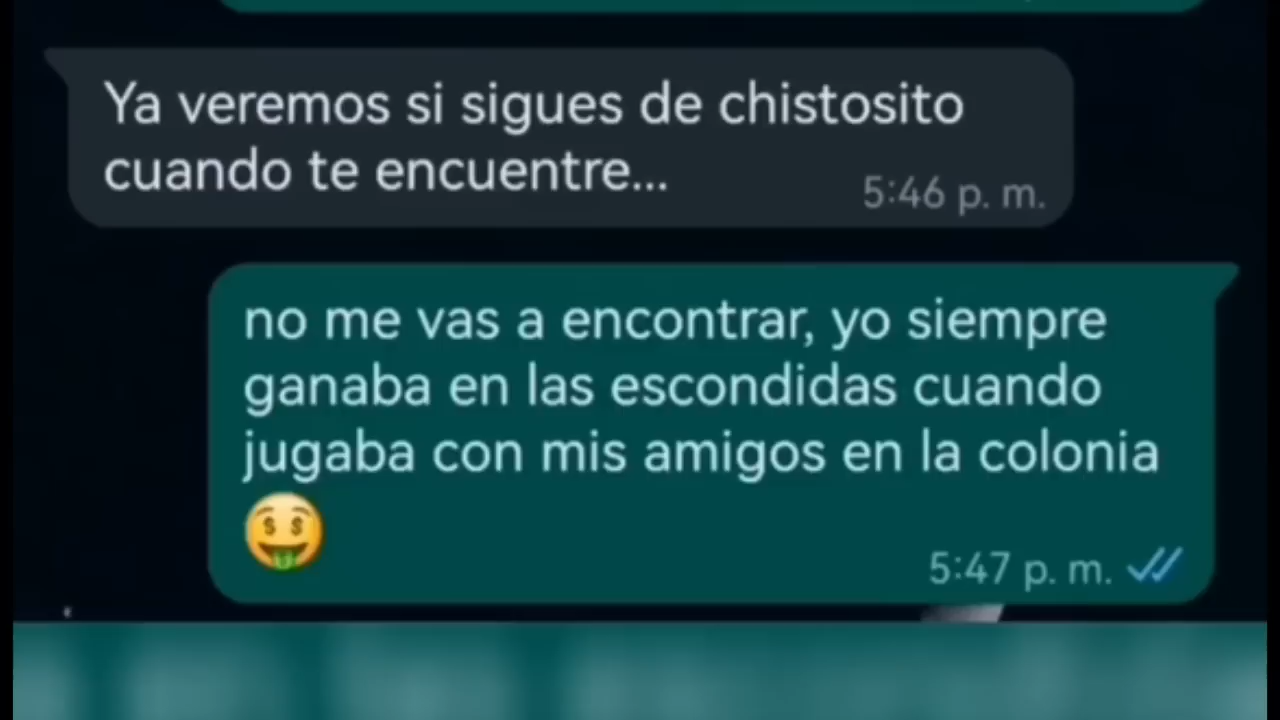 Ya veremos si sigues de chistosito
cuando te encuentre...
5:46 p. m.
no me vas a encontrar, yo siempre
ganaba en las escondidas cuando
jugaba con mis amigos en la colonia
🤑
5:47 p. m.